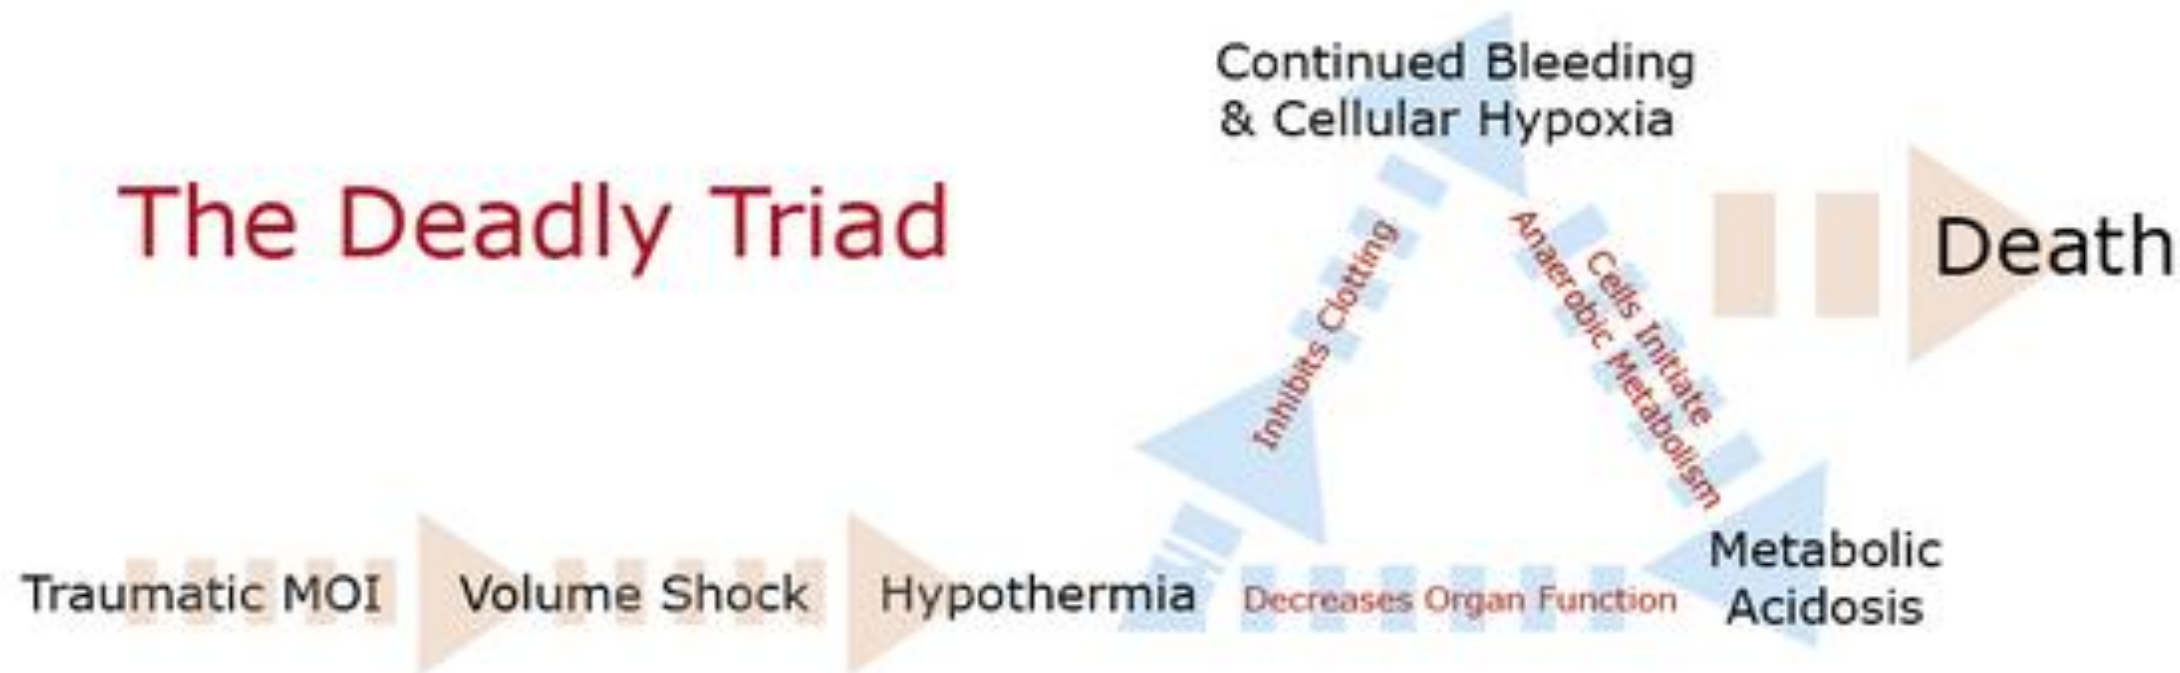 The Deadly Triad
Continued Bleeding
& Cellular Hypoxia
Death
Inhibits Clotting
Cells Initiate
Anaerobic Metabolism
Traumatic MOI
Volume Shock
Hypothermia
Decreases Organ Function
Metabolic
Acidosis